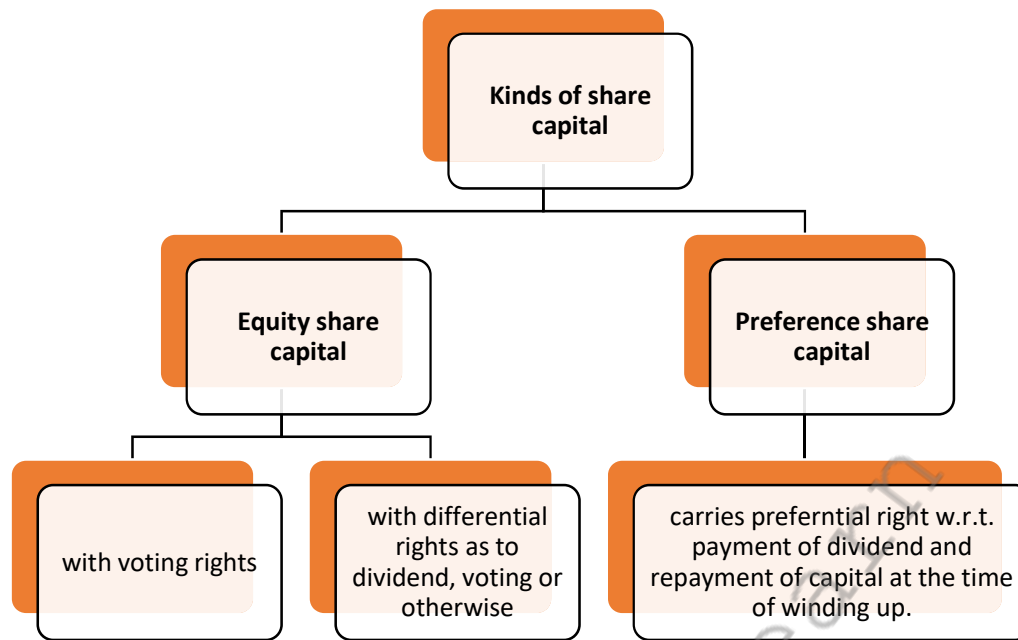 Kinds of share
capital
Equity share
capital
Preference share
capital
with voting rights
with differential
rights as to
dividend, voting or
otherwise
carries preferntial right w.r.t.
payment of dividend and
repayment of capital at the time
of winding up.
earn